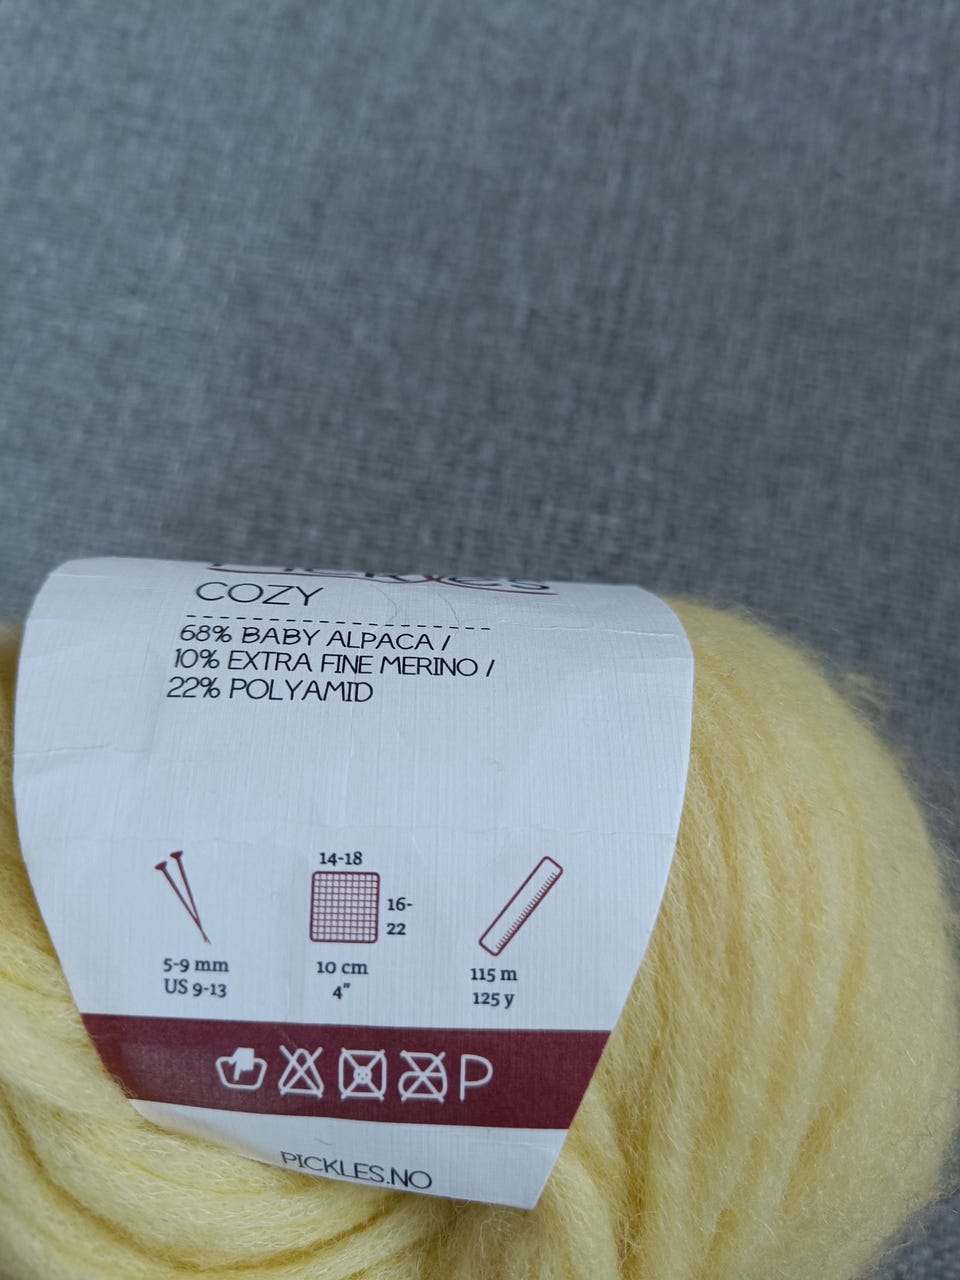 COZY
68% BABY ALPACA /
10% EXTRA FINE MERINO /
22% POLYAMID
14-18
16-
22
5-9 mm
US 9-13
10 cm
4"
115 m
125 y
P
PICKLES.NO